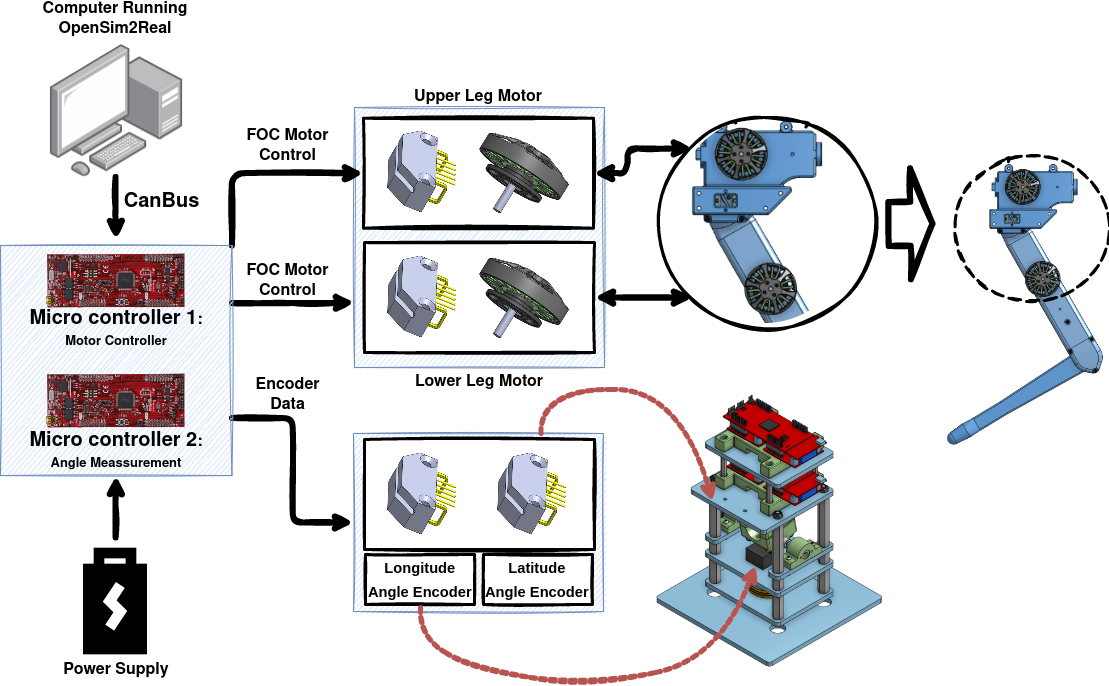 Computer Running
OpenSim2Real
CanBus
FOC Motor
Control
Upper Leg Motor
Micro controller 1:
Motor Controller
FOC Motor
Control
Lower Leg Motor
Micro controller 2:
Angle Meassurement
Encoder
Data
Longitude
Angle Encoder
Latitude
Angle Encoder
Power Supply